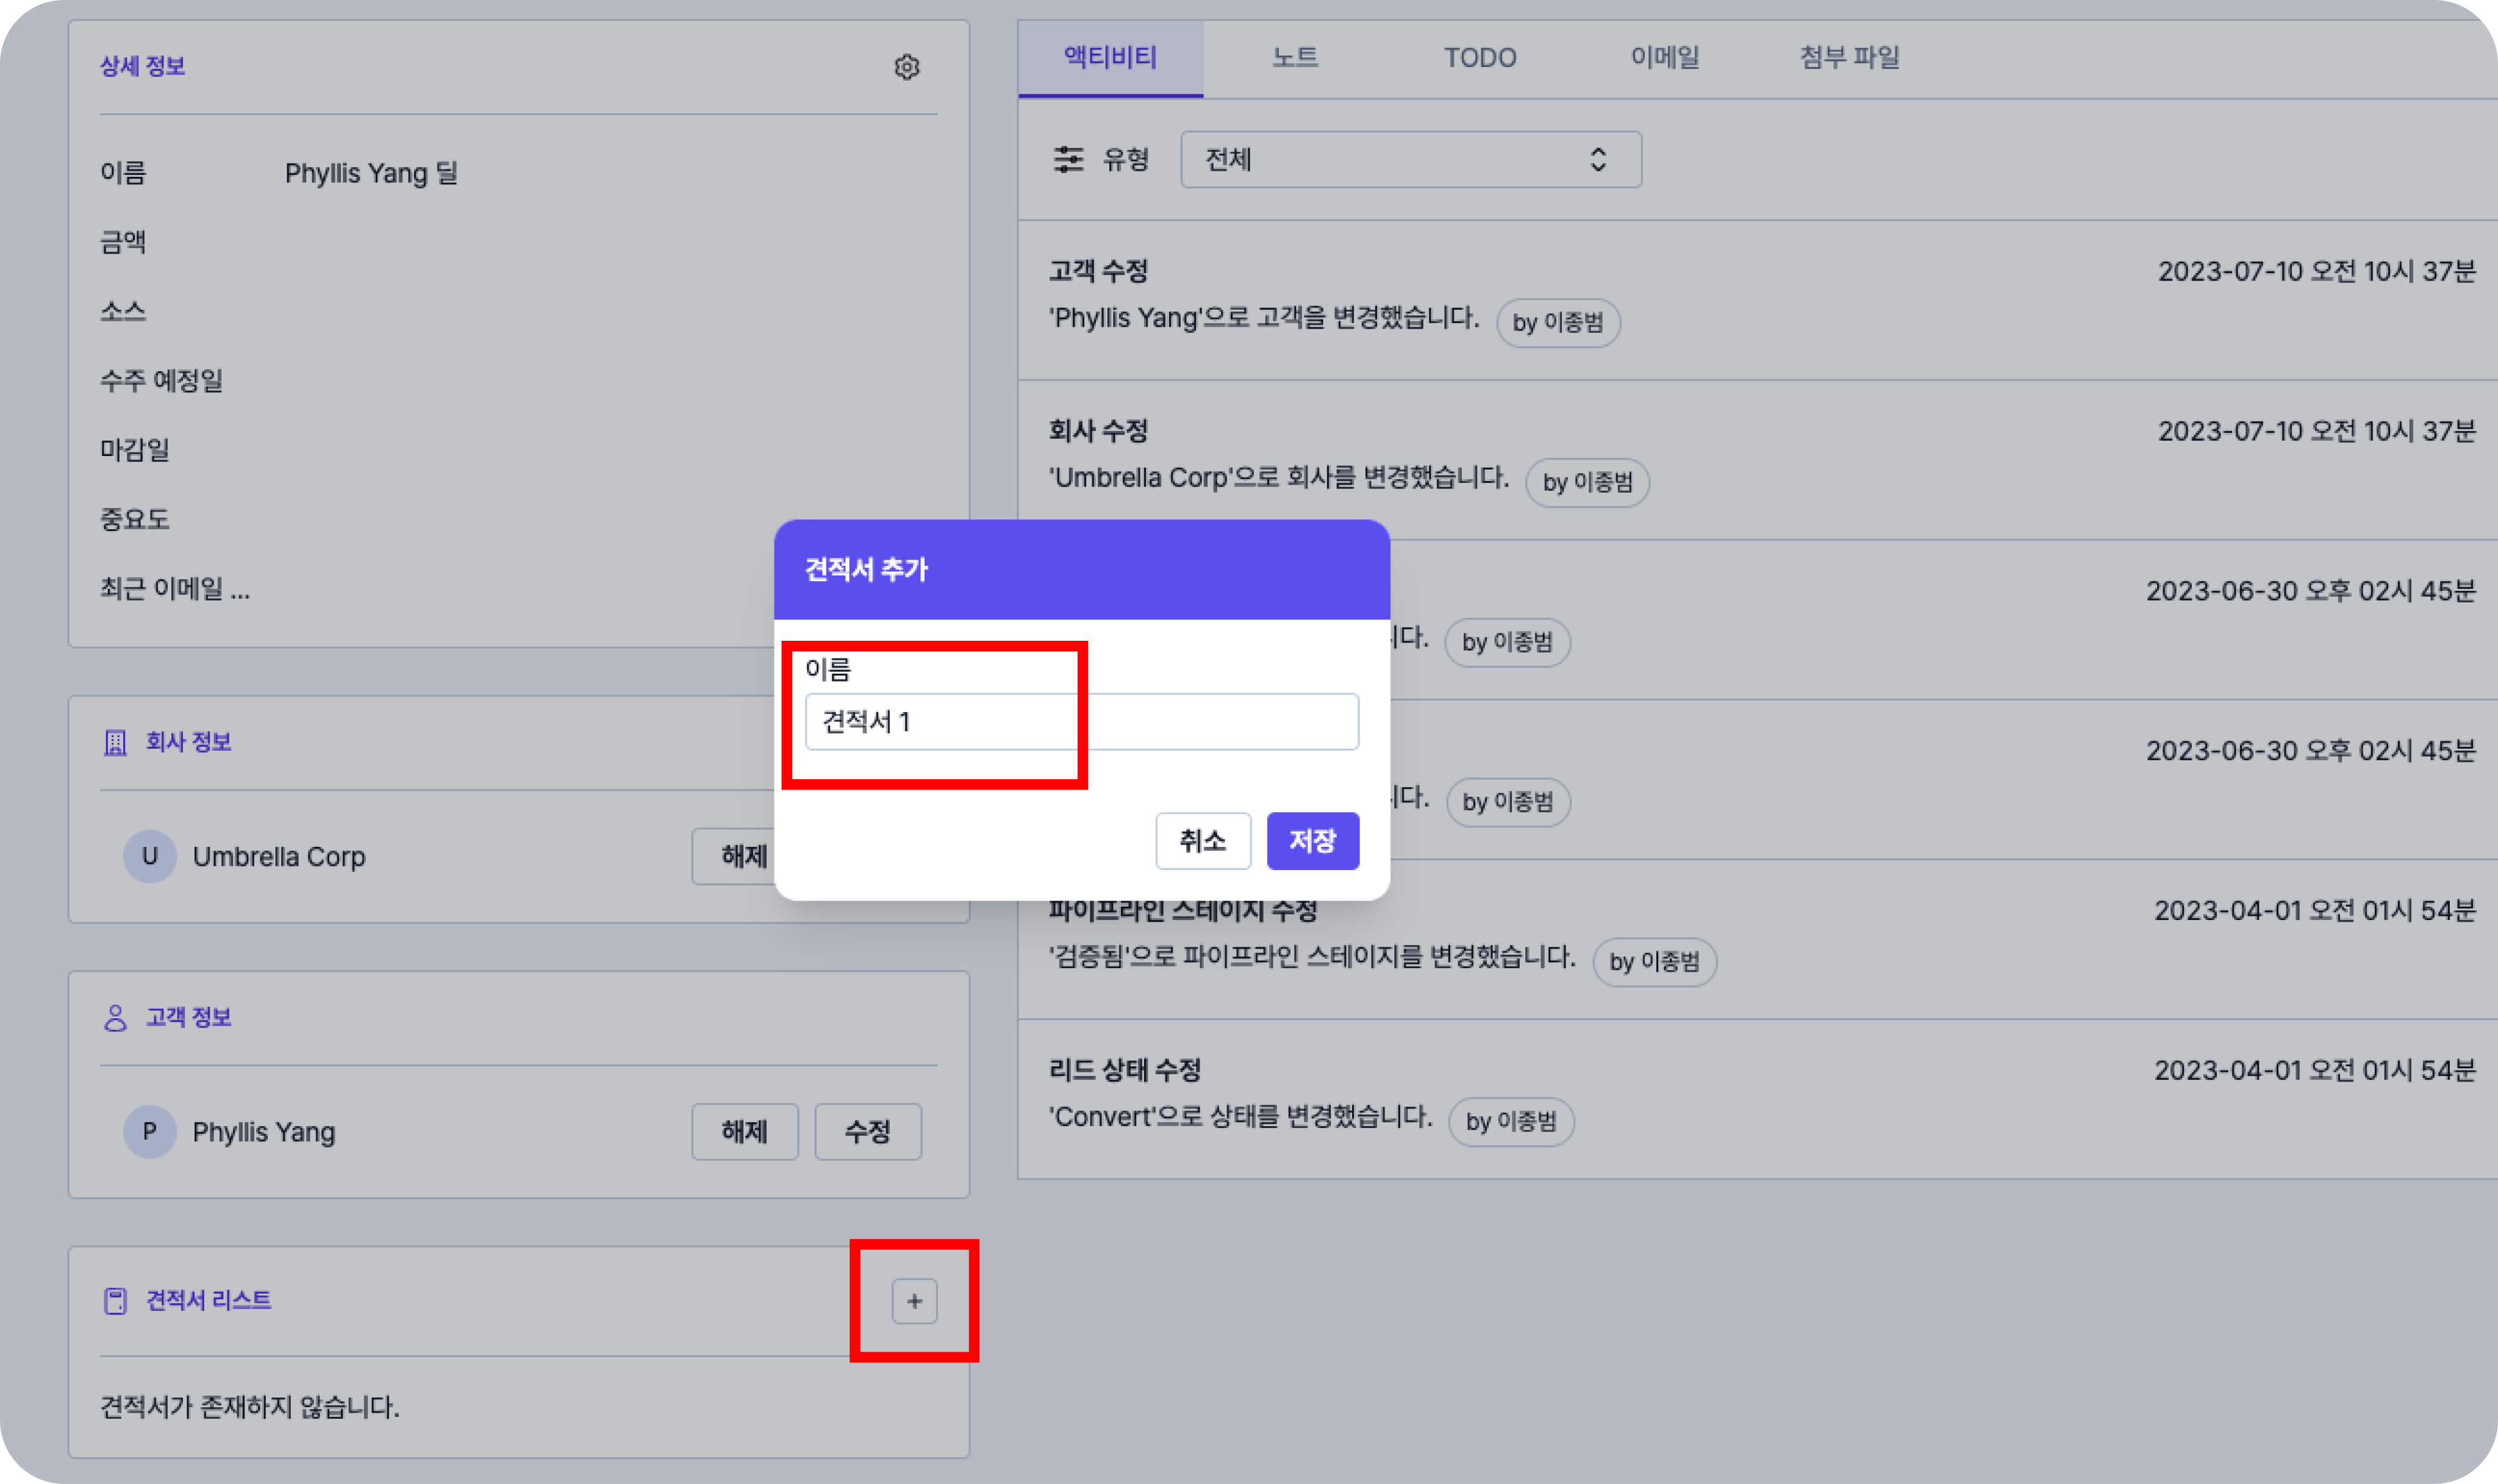 상세 정보
이름 Phyllis Yang 딜
금액
소스
수주 예정일
마감일
중요도
최근 이메일 ...
회사 정보
U Umbrella Corp 해제
고객 정보
P Phyllis Yang 해제 수정
견적서 리스트 +
견적서가 존재하지 않습니다.
액티비티 노트 TODO 이메일 첨부 파일
유형 전체
고객 수정 2023-07-10 오전 10시 37분
'Phyllis Yang'으로 고객을 변경했습니다. by 이종범
회사 수정 2023-07-10 오전 10시 37분
'Umbrella Corp'으로 회사를 변경했습니다. by 이종범
2023-06-30 오후 02시 45분
다. by 이종범
2023-06-30 오후 02시 45분
다. by 이종범
파이프라인 스테이지 수정 2023-04-01 오전 01시 54분
'검증됨'으로 파이프라인 스테이지를 변경했습니다. by 이종범
리드 상태 수정 2023-04-01 오전 01시 54분
'Convert'으로 상태를 변경했습니다. by 이종범
견적서 추가
이름
견적서 1
취소 저장